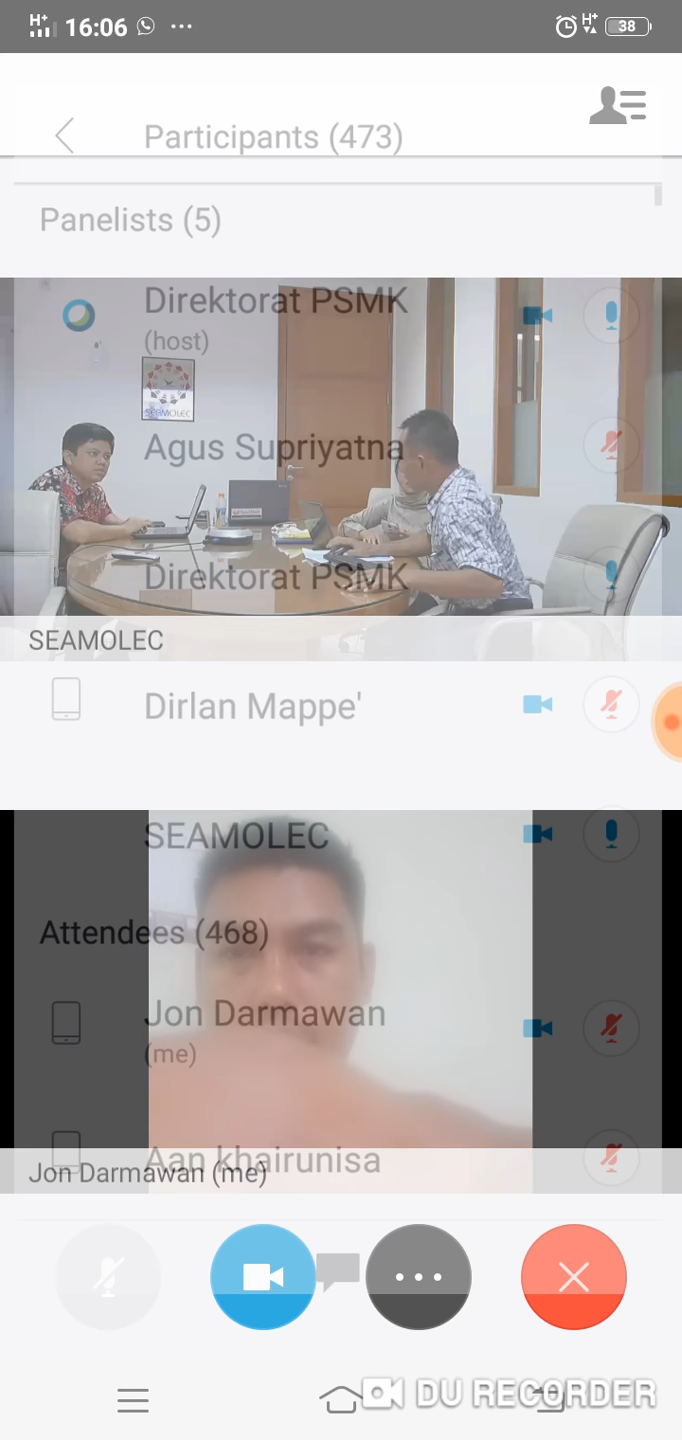 H+ 16:06 ... H+ 38
Participants (473)
Panelists (5)
Direktorat PSMK
(host)
SEAMOLEC
Agus Supriyatna
Direktorat PSMK
SEAMOLEC
Dirlan Mappe'
SEAMOLEC
Attendees (468)
Jon Darmawan
(me)
Aan khairunisa
Jon Darmawan (me)
DU RECORDER